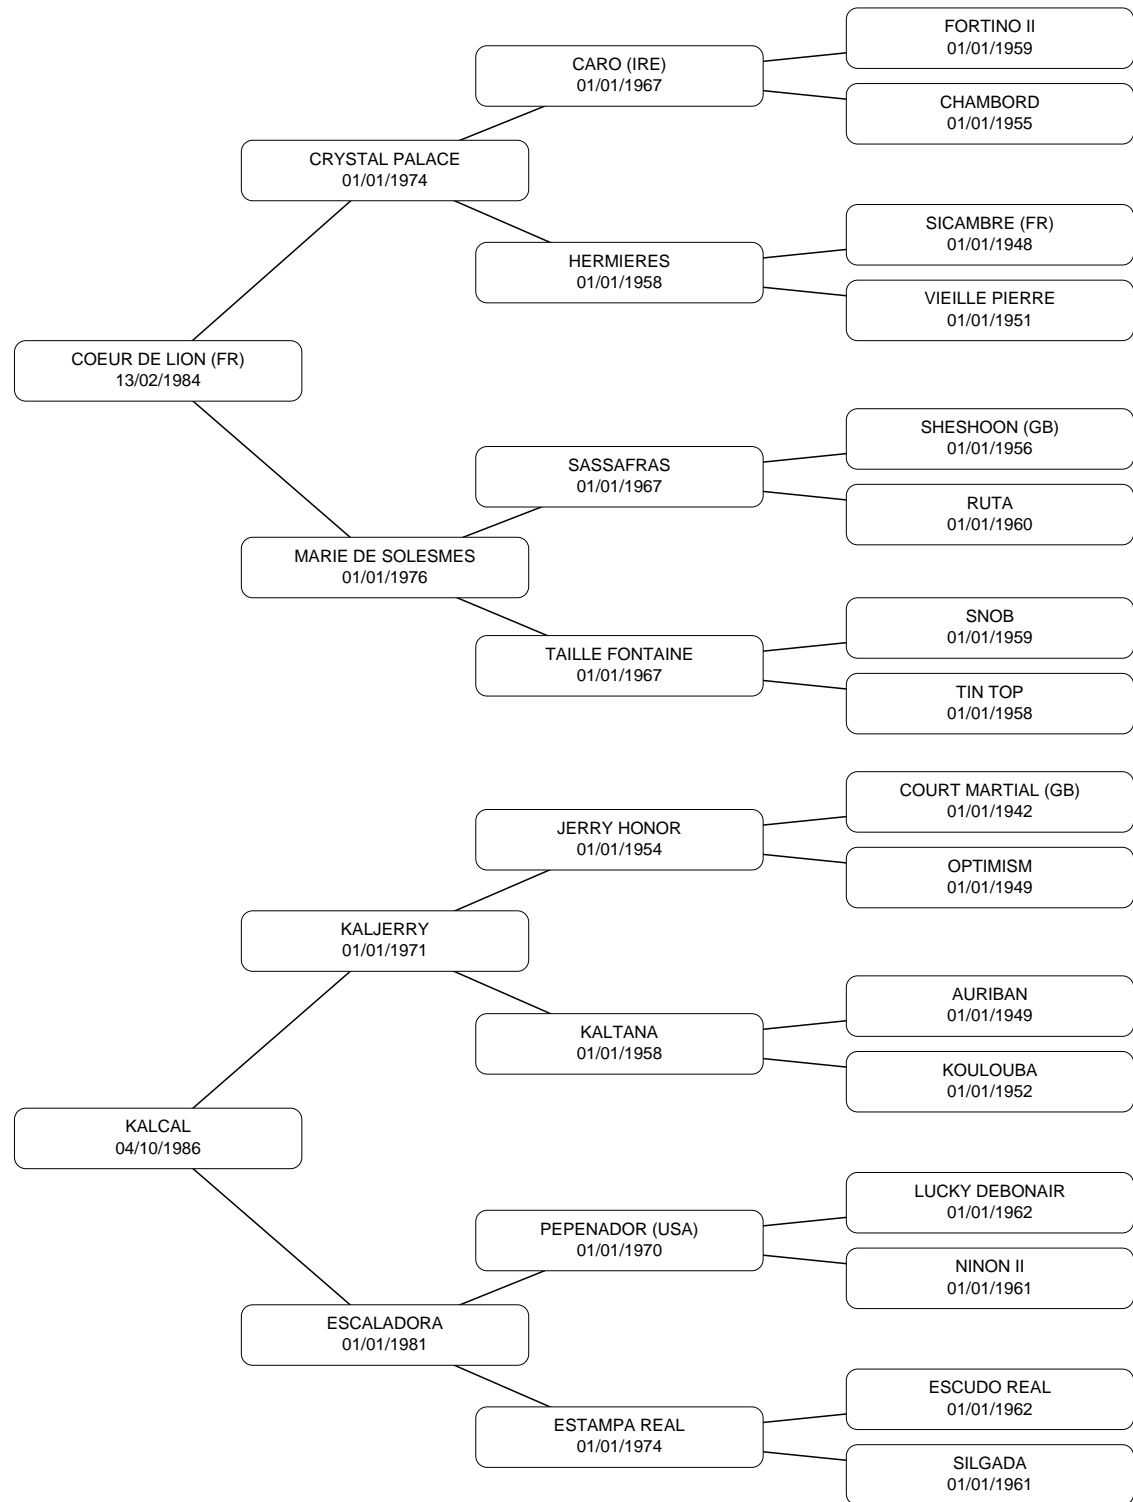 FORTINO II
01/01/1959
CARO (IRE)
01/01/1967
CHAMBORD
01/01/1955
CRYSTAL PALACE
01/01/1974
SICAMBRE (FR)
01/01/1948
HERMIERES
01/01/1958
VIEILLE PIERRE
01/01/1951
COEUR DE LION (FR)
13/02/1984
SHESHOON (GB)
01/01/1956
SASSAFRAS
01/01/1967
RUTA
01/01/1960
MARIE DE SOLESMES
01/01/1976
SNOB
01/01/1959
TAILLE FONTAINE
01/01/1967
TIN TOP
01/01/1958
COURT MARTIAL (GB)
01/01/1942
JERRY HONOR
01/01/1954
OPTIMISM
01/01/1949
KALJERRY
01/01/1971
AURIBAN
01/01/1949
KALTANA
01/01/1958
KOULOUBA
01/01/1952
KALCAL
04/10/1986
LUCKY DEBONAIR
01/01/1962
PEPENADOR (USA)
01/01/1970
NINON II
01/01/1961
ESCALADORA
01/01/1981
ESCUDO REAL
01/01/1962
ESTAMPA REAL
01/01/1974
SILGADA
01/01/1961